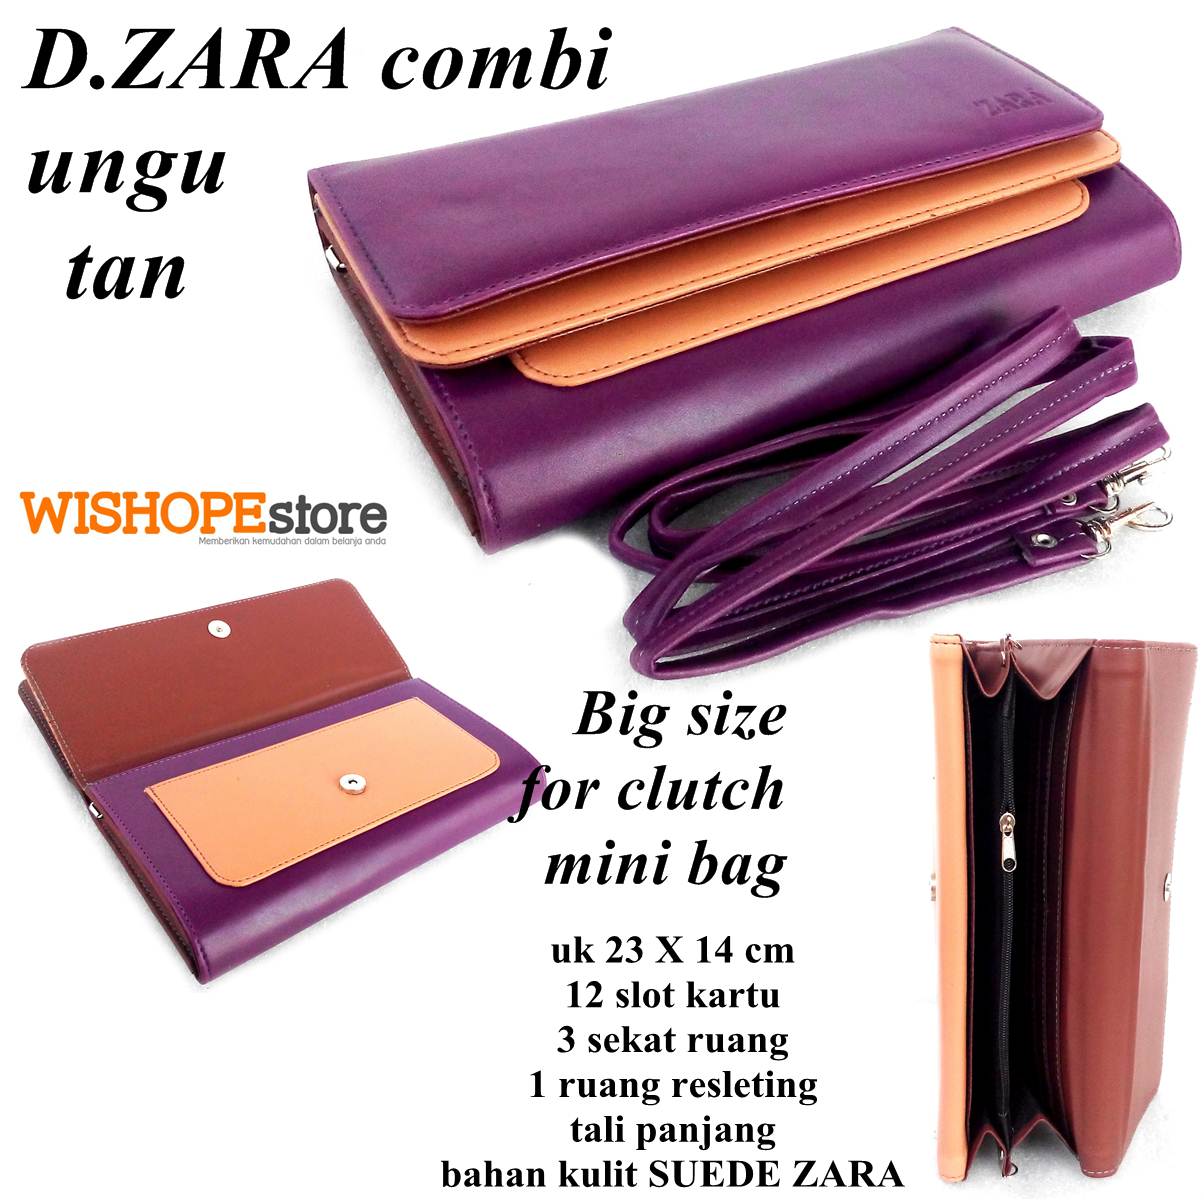 D.ZARA combi
ungu
tan
ZARA
WISHOPEstore
Memberikan kemudahan dalam belanja anda
Big size
for clutch
mini bag
uk 23 X 14 cm
12 slot kartu
3 sekat ruang
1 ruang resleting
tali panjang
bahan kulit SUEDE ZARA